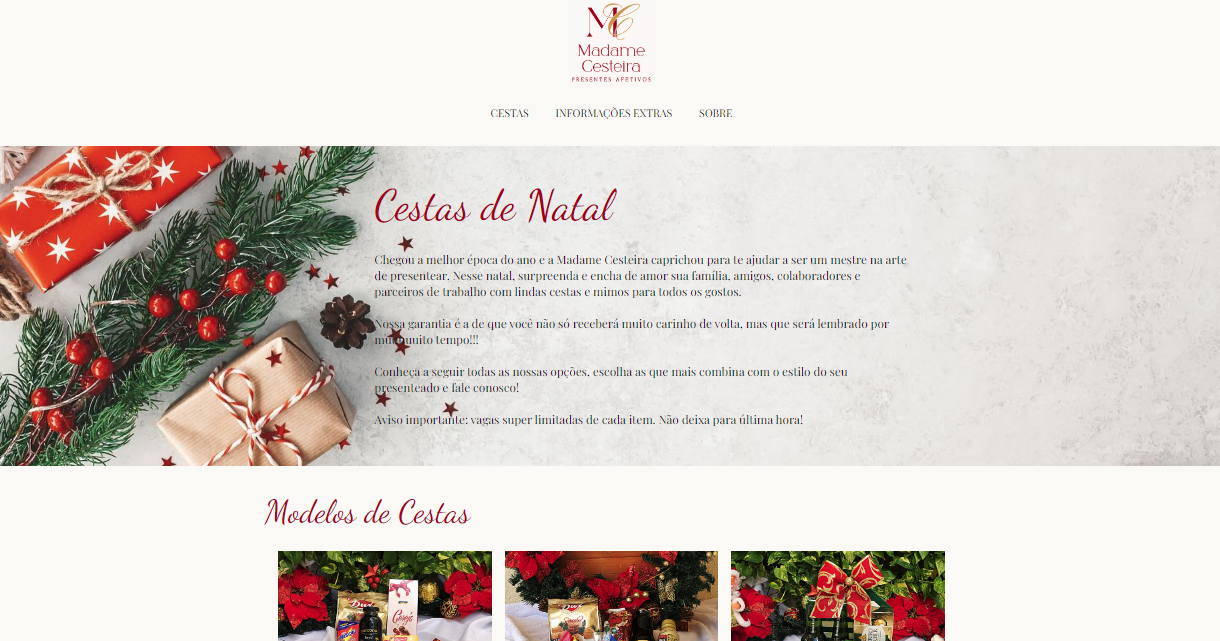 MC
Madame
Cesteira
PRESENTES AFETIVOS
CESTAS INFORMAÇÕES EXTRAS SOBRE
Cestas de Natal
Chegou a melhor época do ano e a Madame Cesteira caprichou para te ajudar a ser um mestre na arte
de presentear. Nesse natal, surpreenda e encha de amor sua família, amigos, colaboradores e
parceiros de trabalho com lindas cestas e mimos para todos os gostos.
Nossa garantia é a de que você não só receberá muito carinho de volta, mas que será lembrado por
muuuuito tempo!!!
Conheça a seguir todas as nossas opções, escolha as que mais combina com o estilo do seu
presenteado e fale conosco!
Aviso importante: vagas super limitadas de cada item. Não deixa para última hora!
Modelos de Cestas